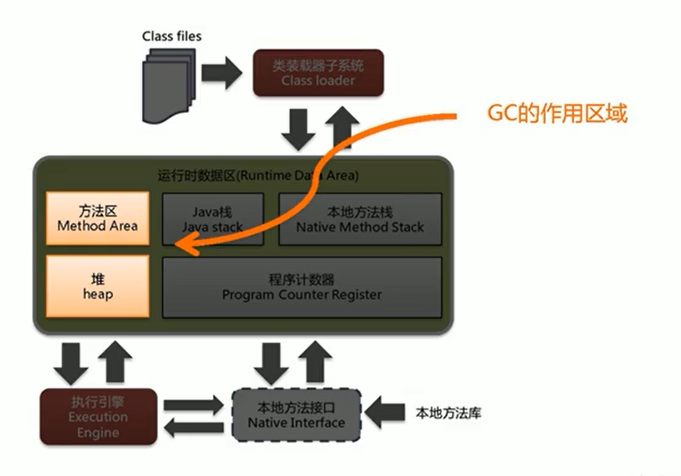 Class files
类装载器子系统
Class loader
GC的作用区域
运行时数据区(Runtime Data Area)
方法区
Method Area
Java栈
Java stack
本地方法栈
Native Method Stack
堆
heap
程序计数器
Program Counter Register
执行引擎
Execution
Engine
本地方法接口
Native Interface
本地方法库